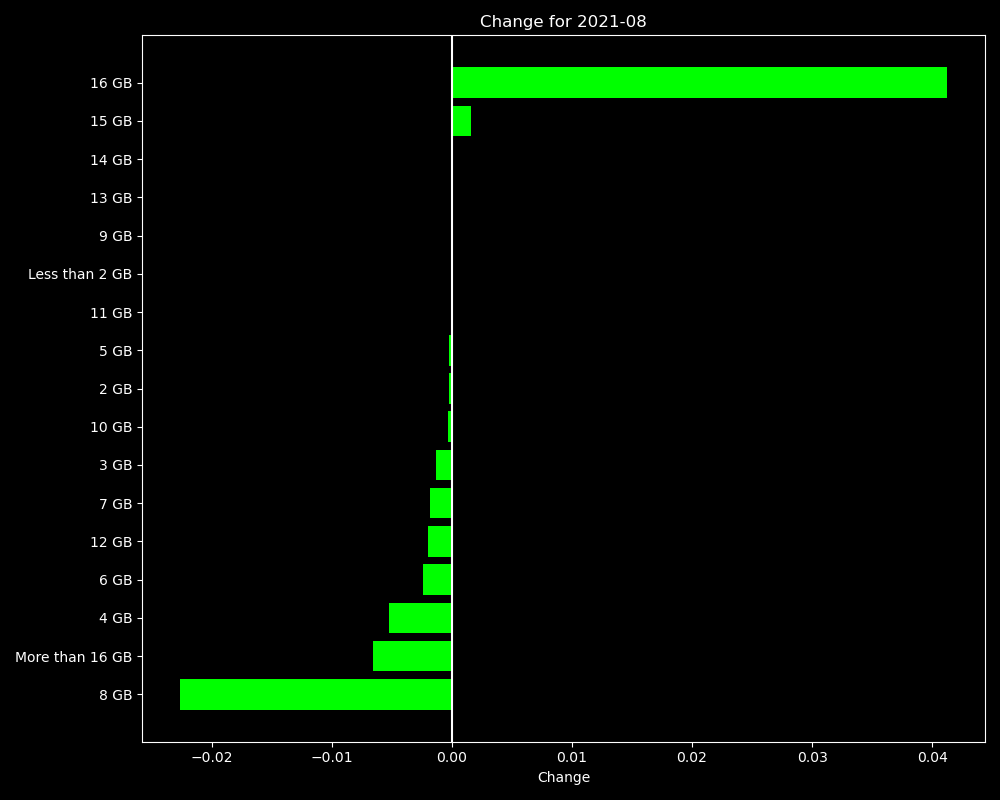 Change for 2021-08
16 GB
15 GB
14 GB
13 GB
9 GB
Less than 2 GB
11 GB
5 GB
2 GB
10 GB
3 GB
7 GB
12 GB
6 GB
4 GB
More than 16 GB
8 GB
−0.02 −0.01 0.00 0.01 0.02 0.03 0.04
Change